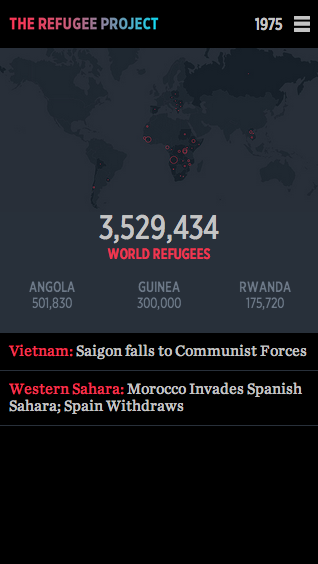 THE REFUGEE PROJECT 1975
3,529,434
WORLD REFUGEES
ANGOLA GUINEA RWANDA
501,830 300,000 175,720
Vietnam: Saigon falls to Communist Forces
Western Sahara: Morocco Invades Spanish
Sahara; Spain Withdraws